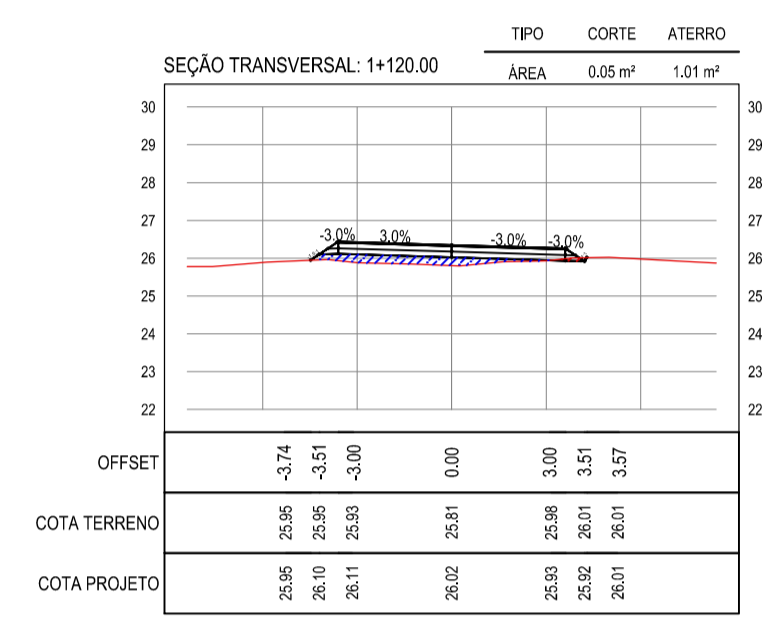 TIPO CORTE ATERRO
SEÇÃO TRANSVERSAL: 1+120.00
ÁREA 0.05 m² 1.01 m²
30 30
29 29
28 28
27 27
-3.0% 3.0% -3.0% -3.0%
26 26
25 25
24 24
23 23
22 22
OFFSET -3.74 -3.51 -3.00 0.00 3.00 3.51 3.57
COTA TERRENO 25.95 25.95 25.93 25.81 25.98 26.01 26.01
COTA PROJETO 25.95 26.10 26.11 26.02 25.93 25.92 26.01